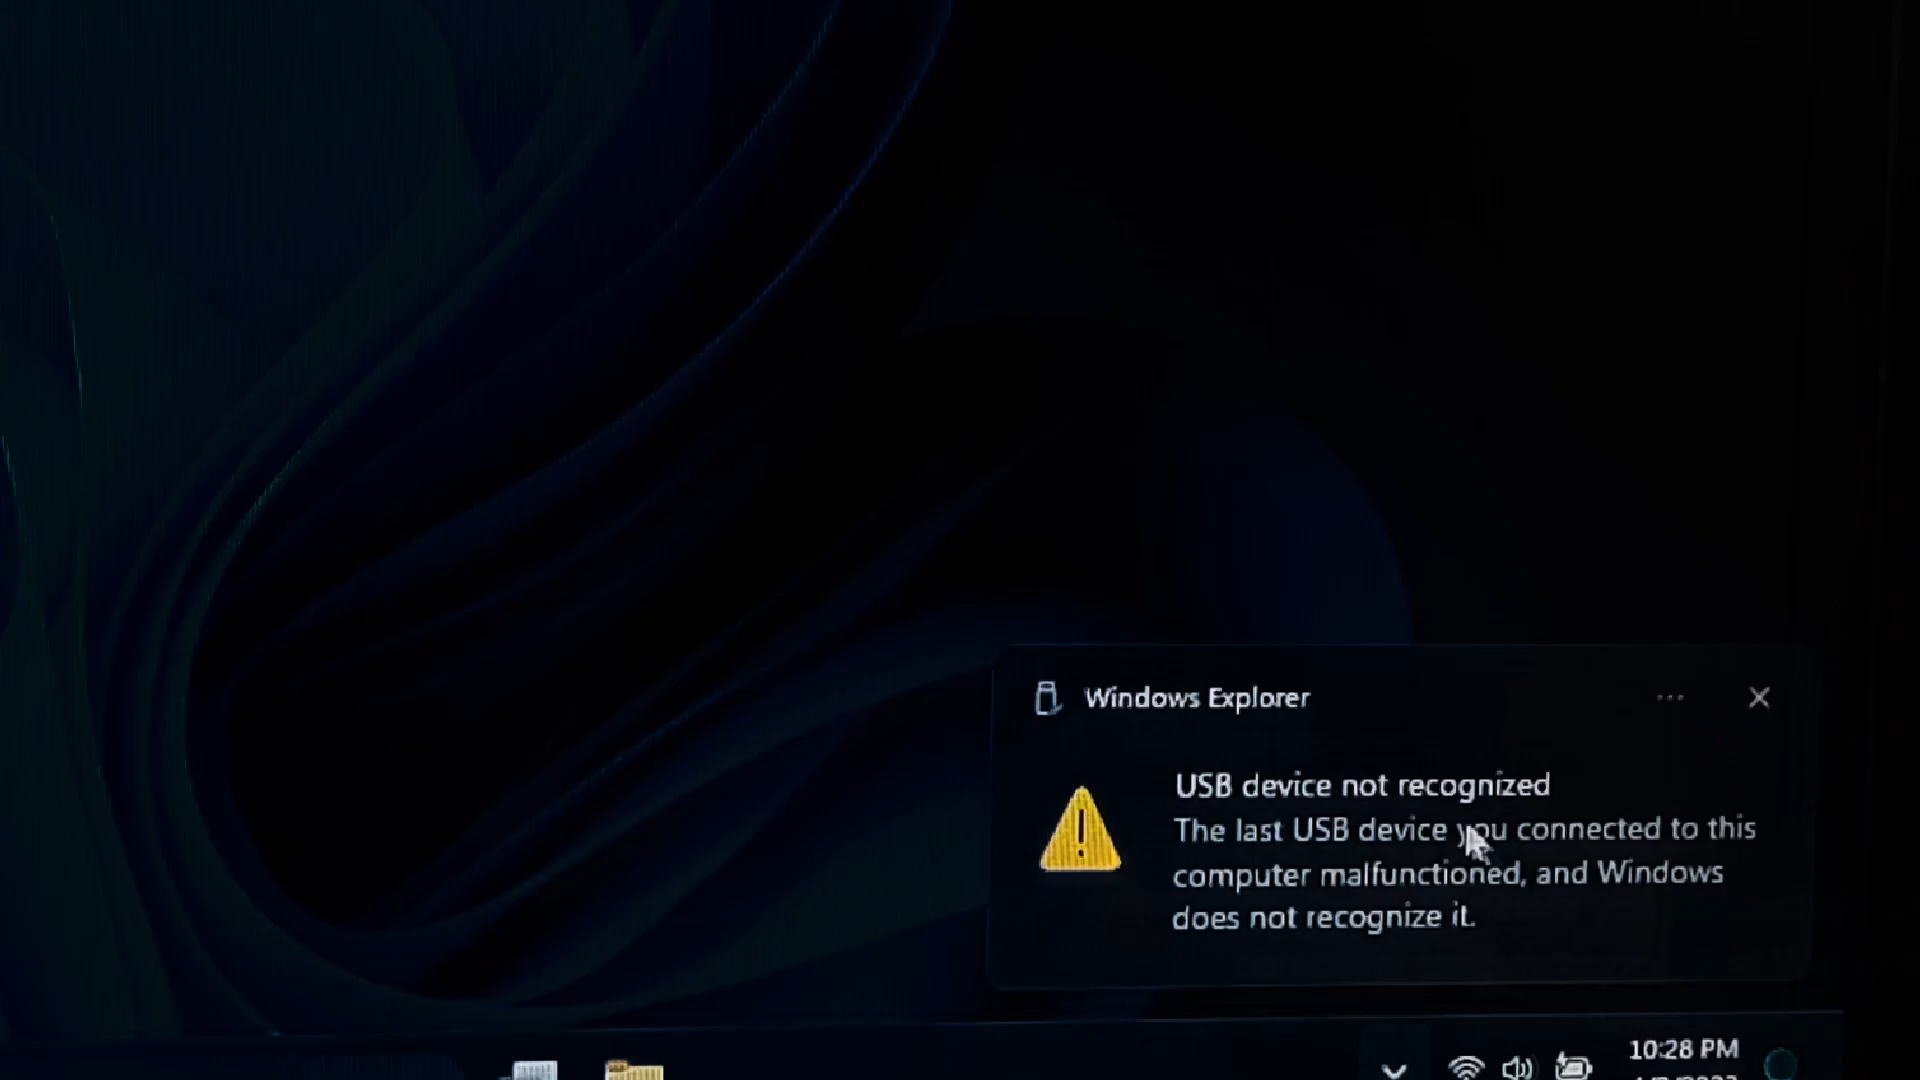 Windows Explorer
USB device not recognized
The last USB device you connected to this
computer malfunctioned, and Windows
does not recognize it.
10:28 PM